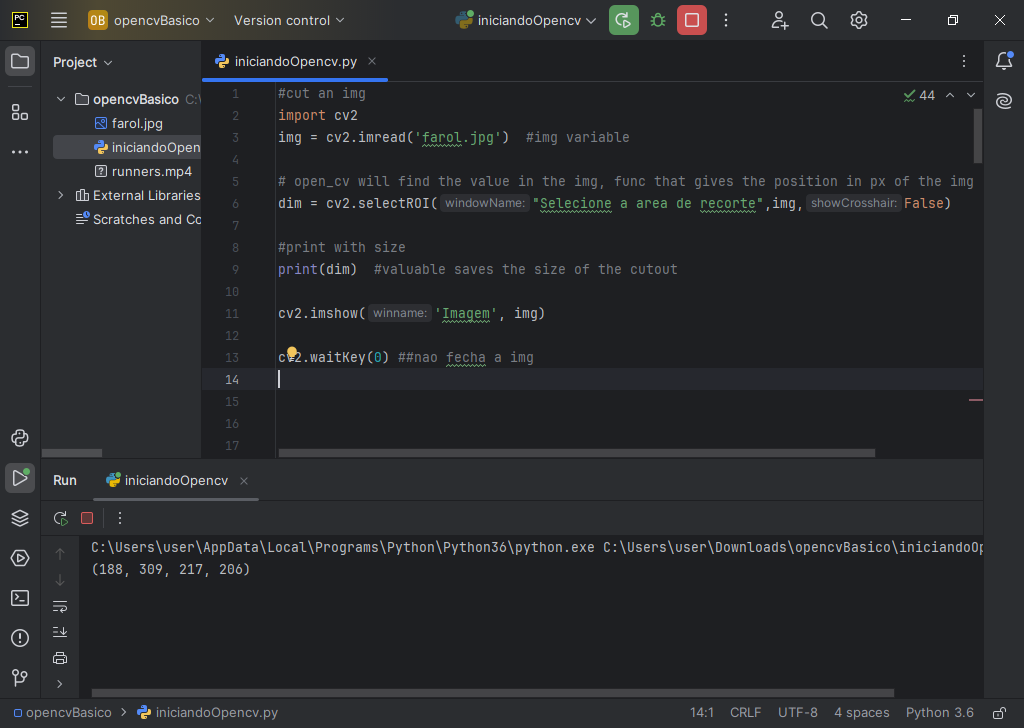 PC
OB opencvBasico Version control iniciandoOpencv
Project
iniciandoOpencv.py
opencvBasico C:\
farol.jpg
iniciandoOpen
runners.mp4
External Libraries
Scratches and Co
44
1 #cut an img
2 import cv2
3 img = cv2.imread('farol.jpg')  #img variable
4
5 # open_cv will find the value in the img, func that gives the position in px of the img
6 dim = cv2.selectROI( windowName: "Selecione a area de recorte",img, showCrosshair: False)
7
8 #print with size
9 print(dim)  #valuable saves the size of the cutout
10
11 cv2.imshow( winname: 'Imagem', img)
12
13 cv2.waitKey(0) ##nao fecha a img
14
15
16
17
Run iniciandoOpencv
C:\Users\user\AppData\Local\Programs\Python\Python36\python.exe C:\Users\user\Downloads\opencvBasico\iniciandoOp
(188, 309, 217, 206)
opencvBasico > iniciandoOpencv.py 14:1 CRLF UTF-8 4 spaces Python 3.6